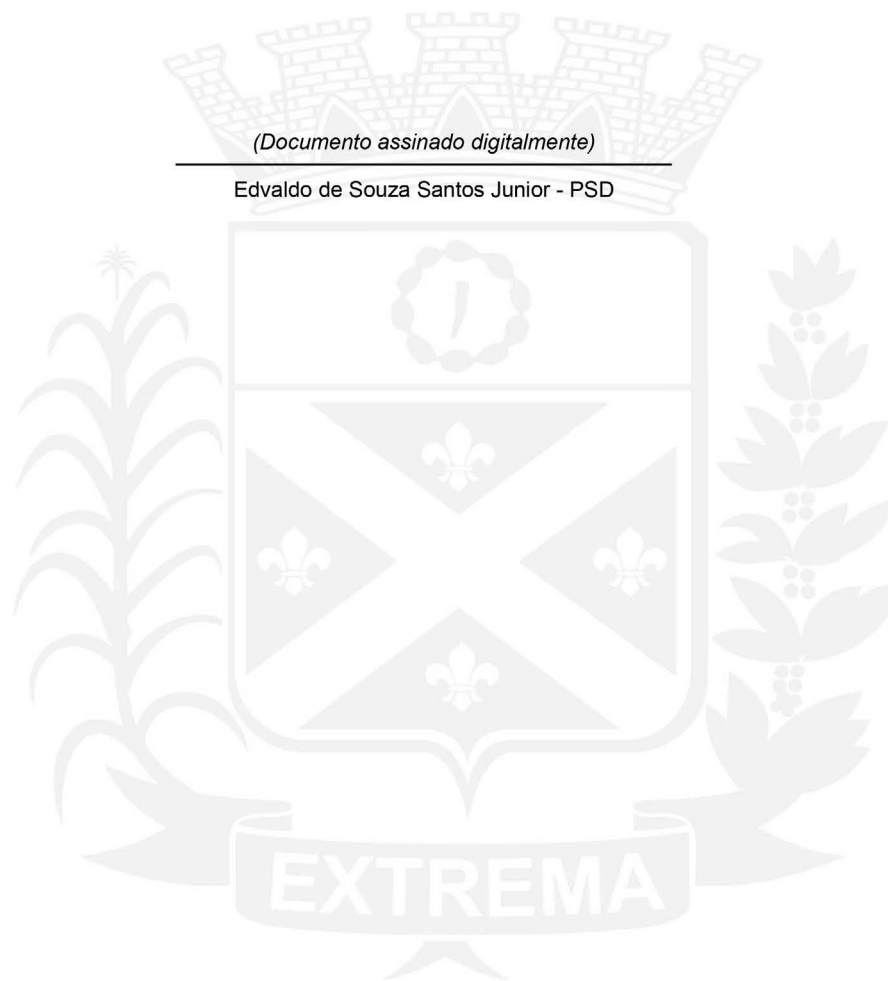 (Documento assinado digitalmente)
Edvaldo de Souza Santos Junior - PSD
EXTREMA